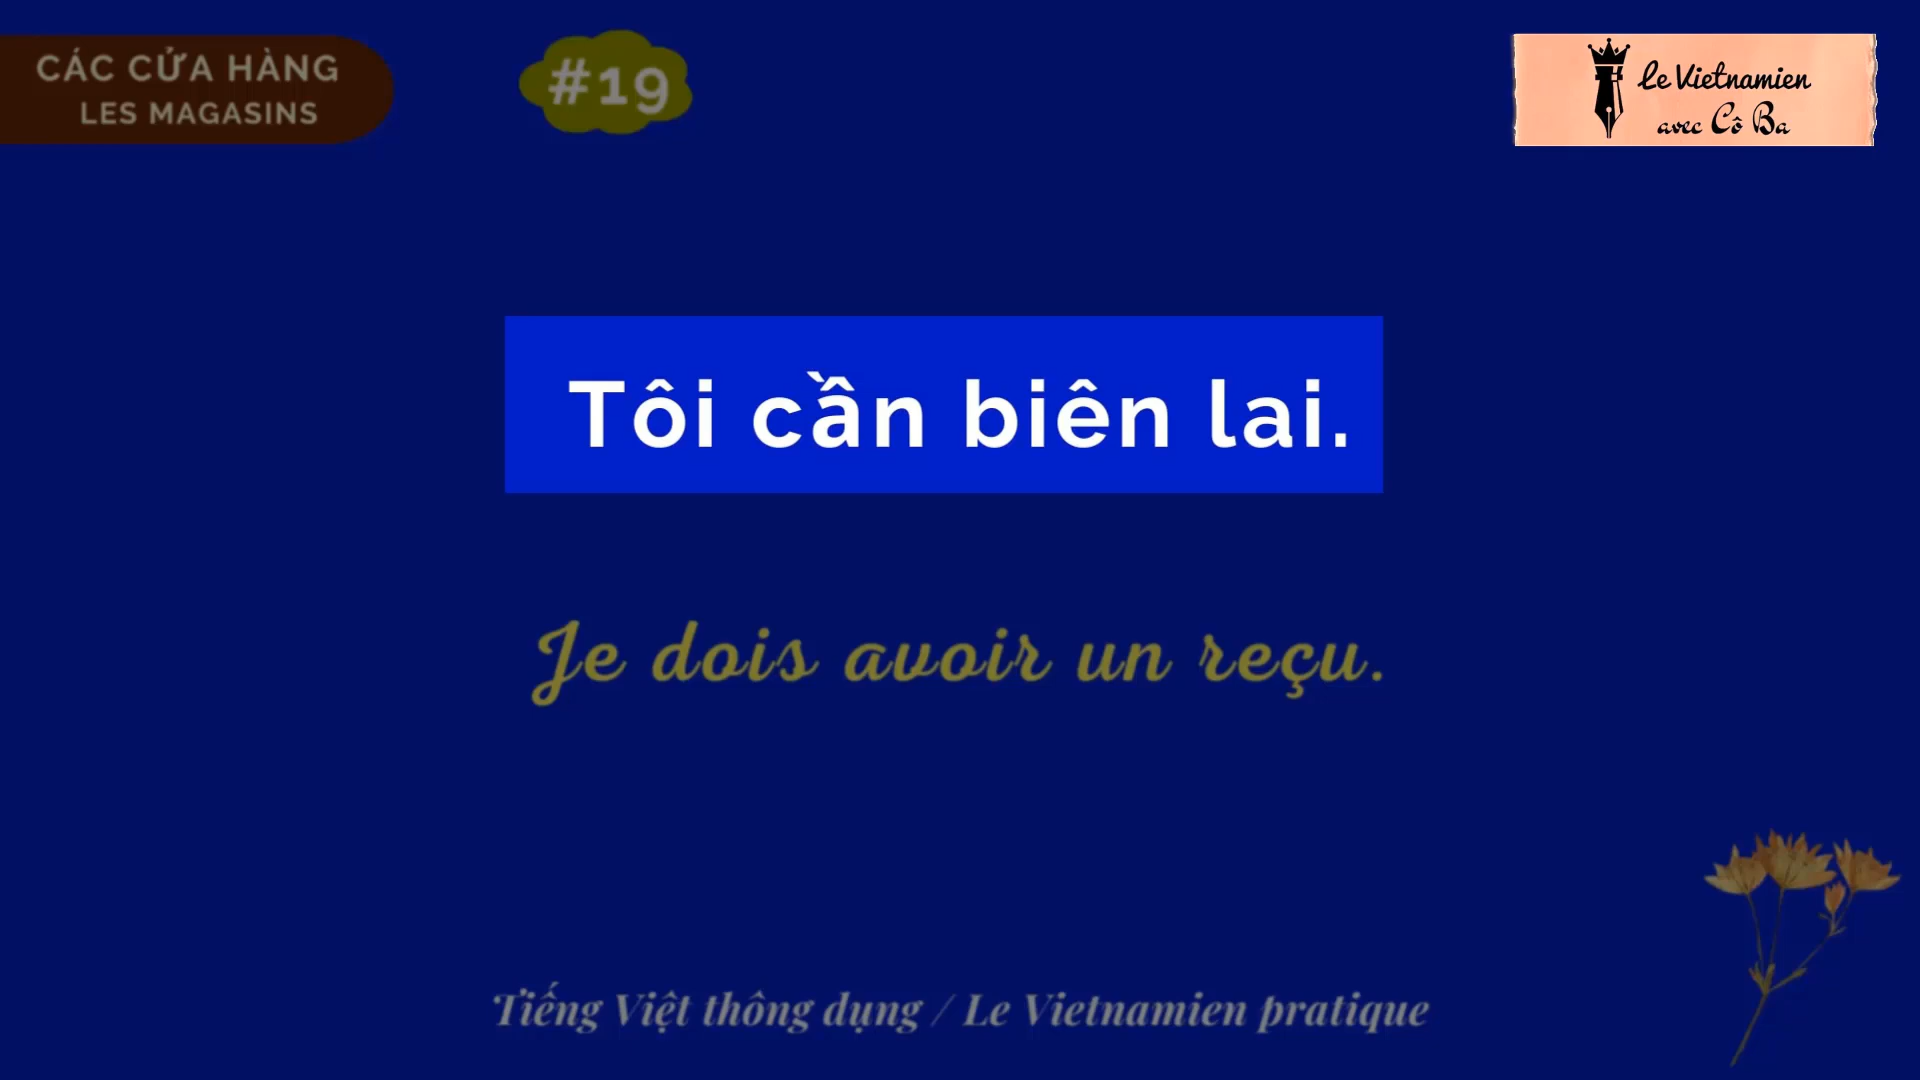 CÁC CỬA HÀNG
LES MAGASINS
#19
Le Vietnamien
avec Cô Ba
Tôi cần biên lai.
Je dois avoir un reçu.
Tiếng Việt thông dụng / Le Vietnamien pratique